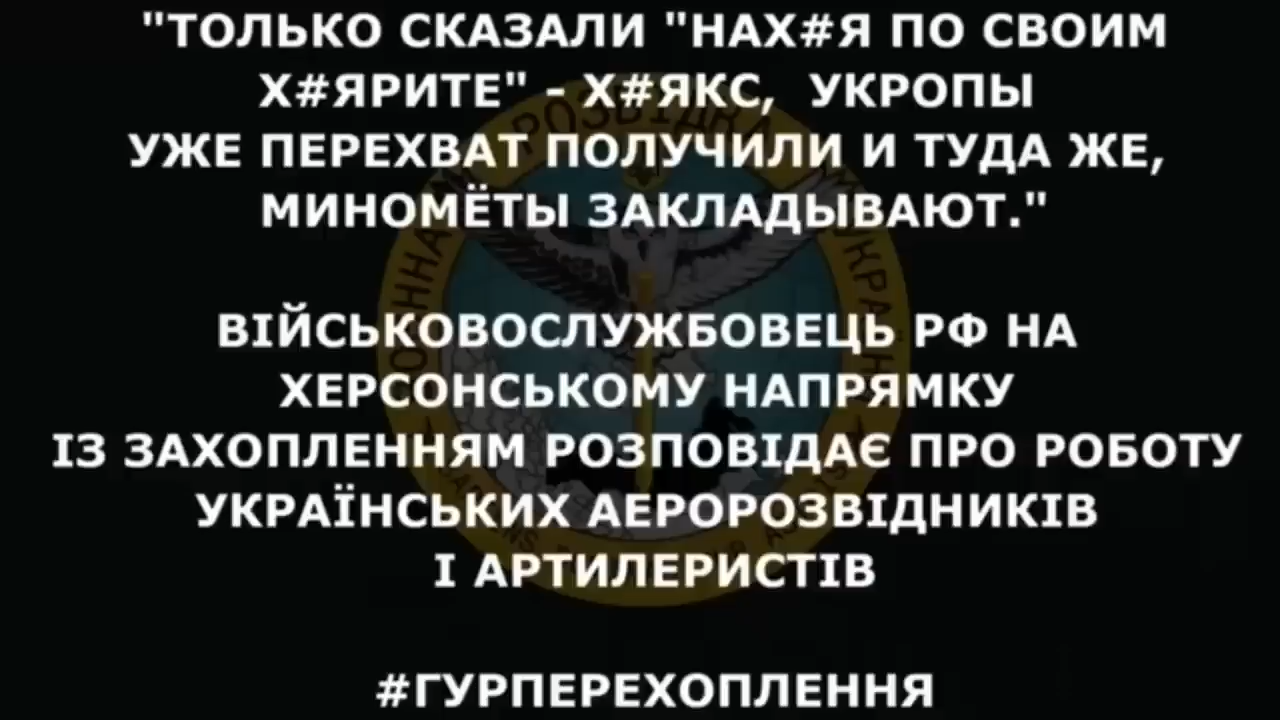 "ТОЛЬКО СКАЗАЛИ "НАХ#Я ПО СВОИМ
Х#ЯРИТЕ" - Х#ЯКС, УКРОПЫ
УЖЕ ПЕРЕХВАТ ПОЛУЧИЛИ И ТУДА ЖЕ,
МИНОМЁТЫ ЗАКЛАДЫВАЮТ."
ВІЙСЬКОВОСЛУЖБОВЕЦЬ РФ НА
ХЕРСОНСЬКОМУ НАПРЯМКУ
ІЗ ЗАХОПЛЕННЯМ РОЗПОВІДАЄ ПРО РОБОТУ
УКРАЇНСЬКИХ АЕРОРОЗВІДНИКІВ
І АРТИЛЕРИСТІВ
#ГУРПЕРЕХОПЛЕННЯ